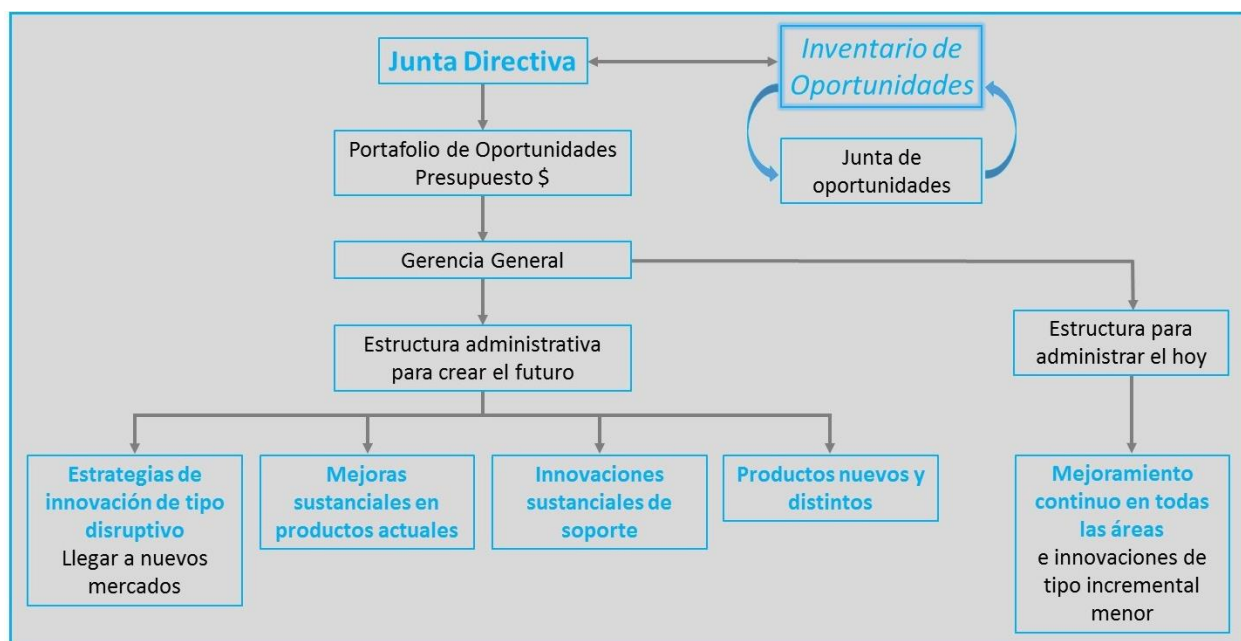 Junta Directiva
Inventario de
Oportunidades
Portafolio de Oportunidades
Presupuesto $
Junta de
oportunidades
Gerencia General
Estructura administrativa
para crear el futuro
Estructura para
administrar el hoy
Estrategias de
innovación de tipo
disruptivo
Llegar a nuevos
mercados
Mejoras
sustanciales en
productos actuales
Innovaciones
sustanciales de
soporte
Productos nuevos y
distintos
Mejoramiento
continuo en todas
las áreas
e innovaciones de
tipo incremental
menor